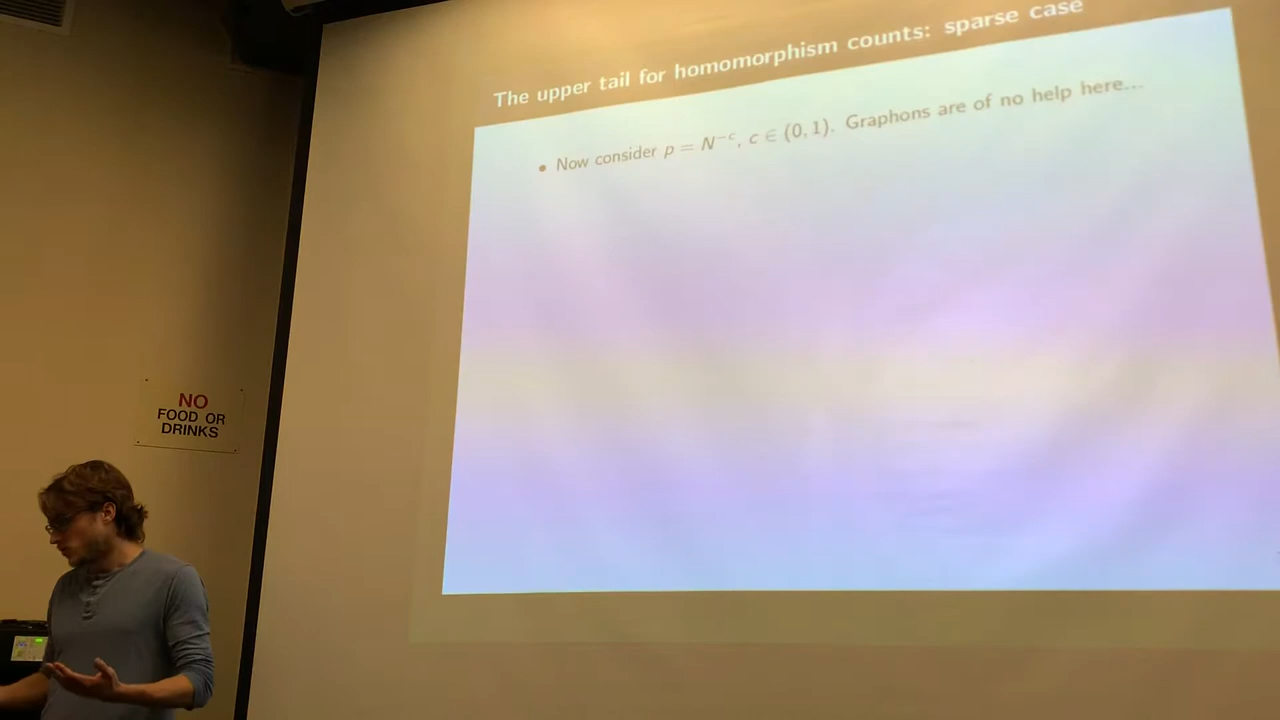 The upper tail for homomorphism counts: sparse case
• Now consider p = N^{-c}, c ∈ (0, 1). Graphons are of no help here...
NO
FOOD OR
DRINKS